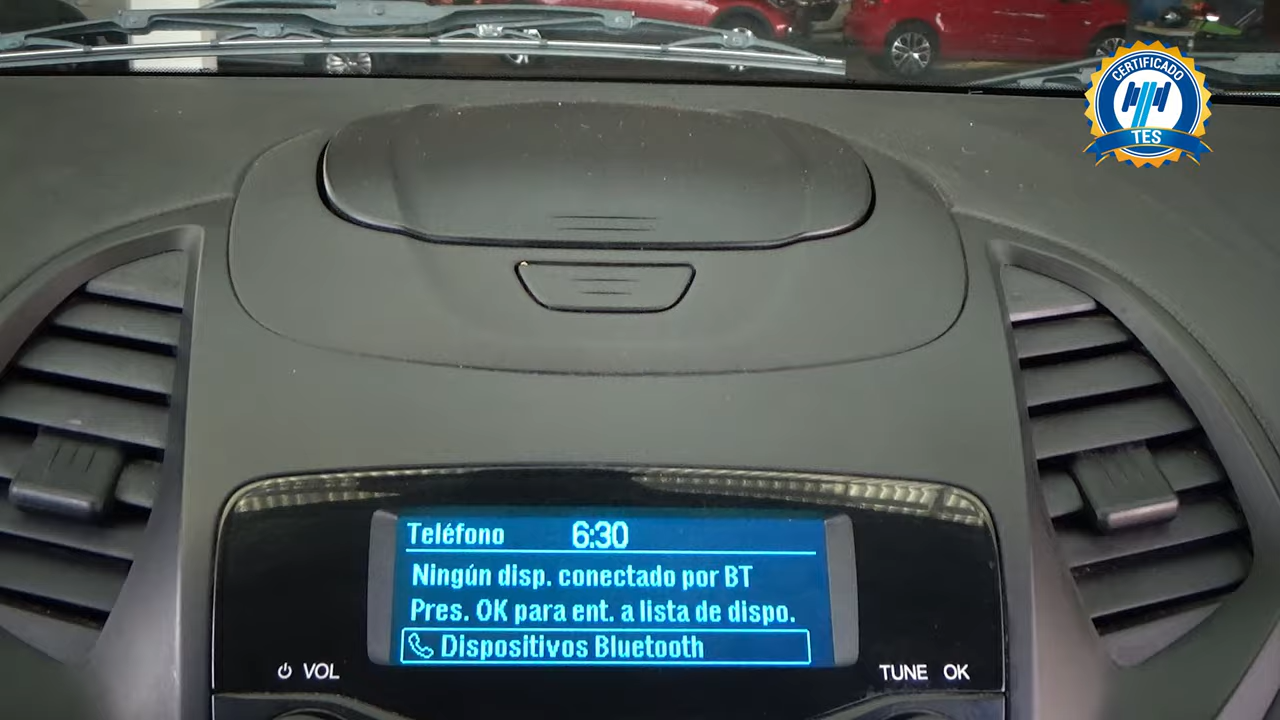 CERTIFICADO
TES
Teléfono 6:30
Ningún disp. conectado por BT
Pres. OK para ent. a lista de dispo.
Dispositivos Bluetooth
VOL
TUNE OK